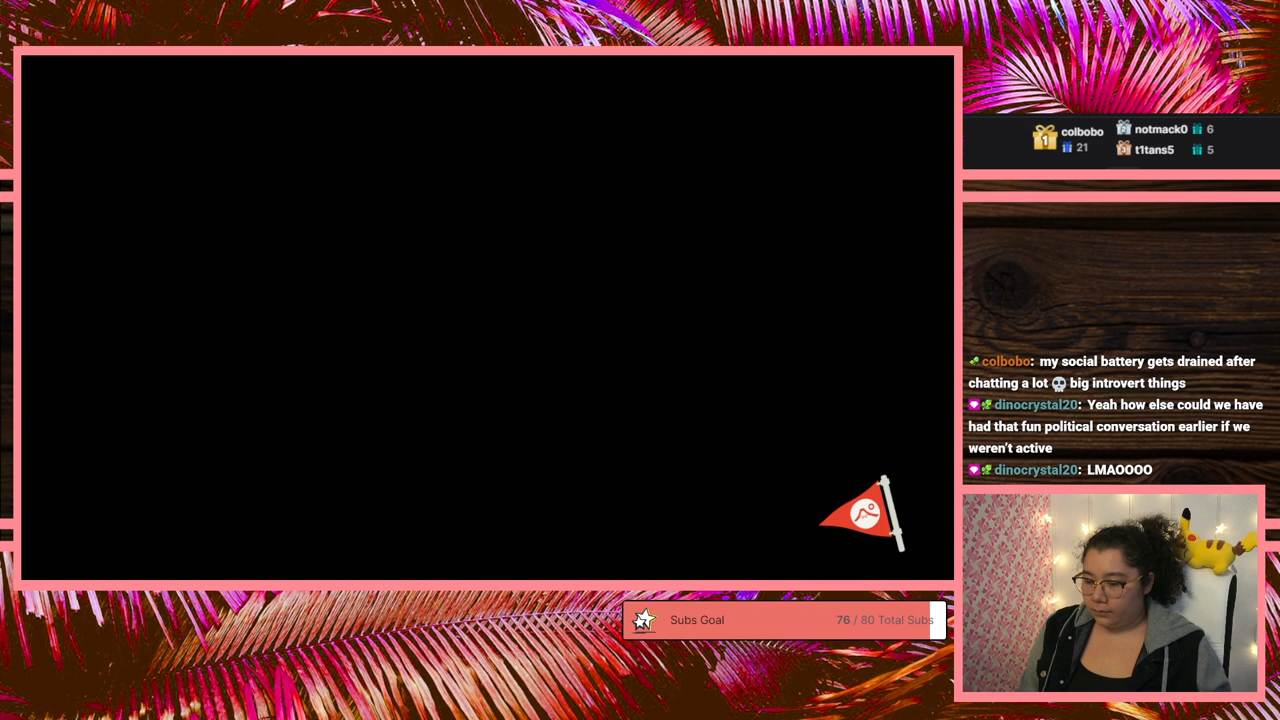 colbobo
21
notmack0 6
t1tans5 5
colbobo: my social battery gets drained after
chatting a lot 💀 big introvert things
dinocrystal20: Yeah how else could we have
had that fun political conversation earlier if we
weren't active
dinocrystal20: LMAOOOO
Subs Goal 76 / 80 Total Subs